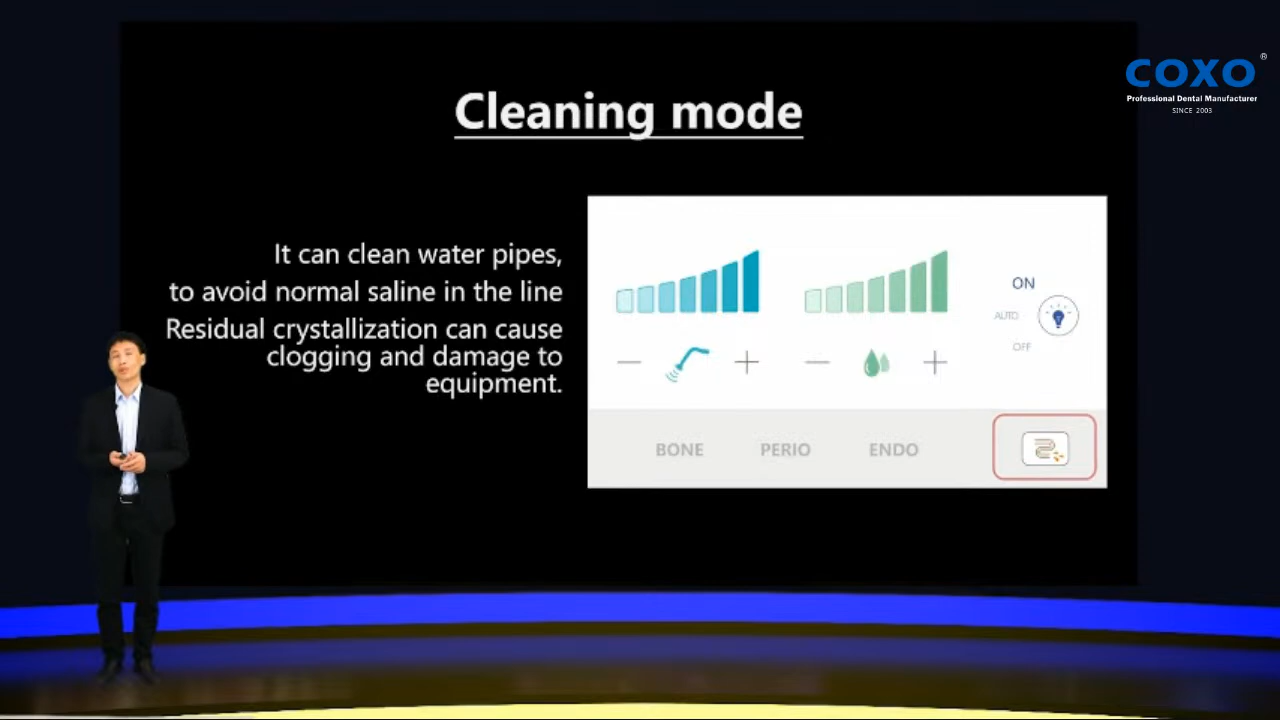 COXO®
Professional Dental Manufacturer
SINCE 2003
Cleaning mode
It can clean water pipes,
to avoid normal saline in the line
Residual crystallization can cause
clogging and damage to
equipment.
ON
AUTO
OFF
BONE PERIO ENDO